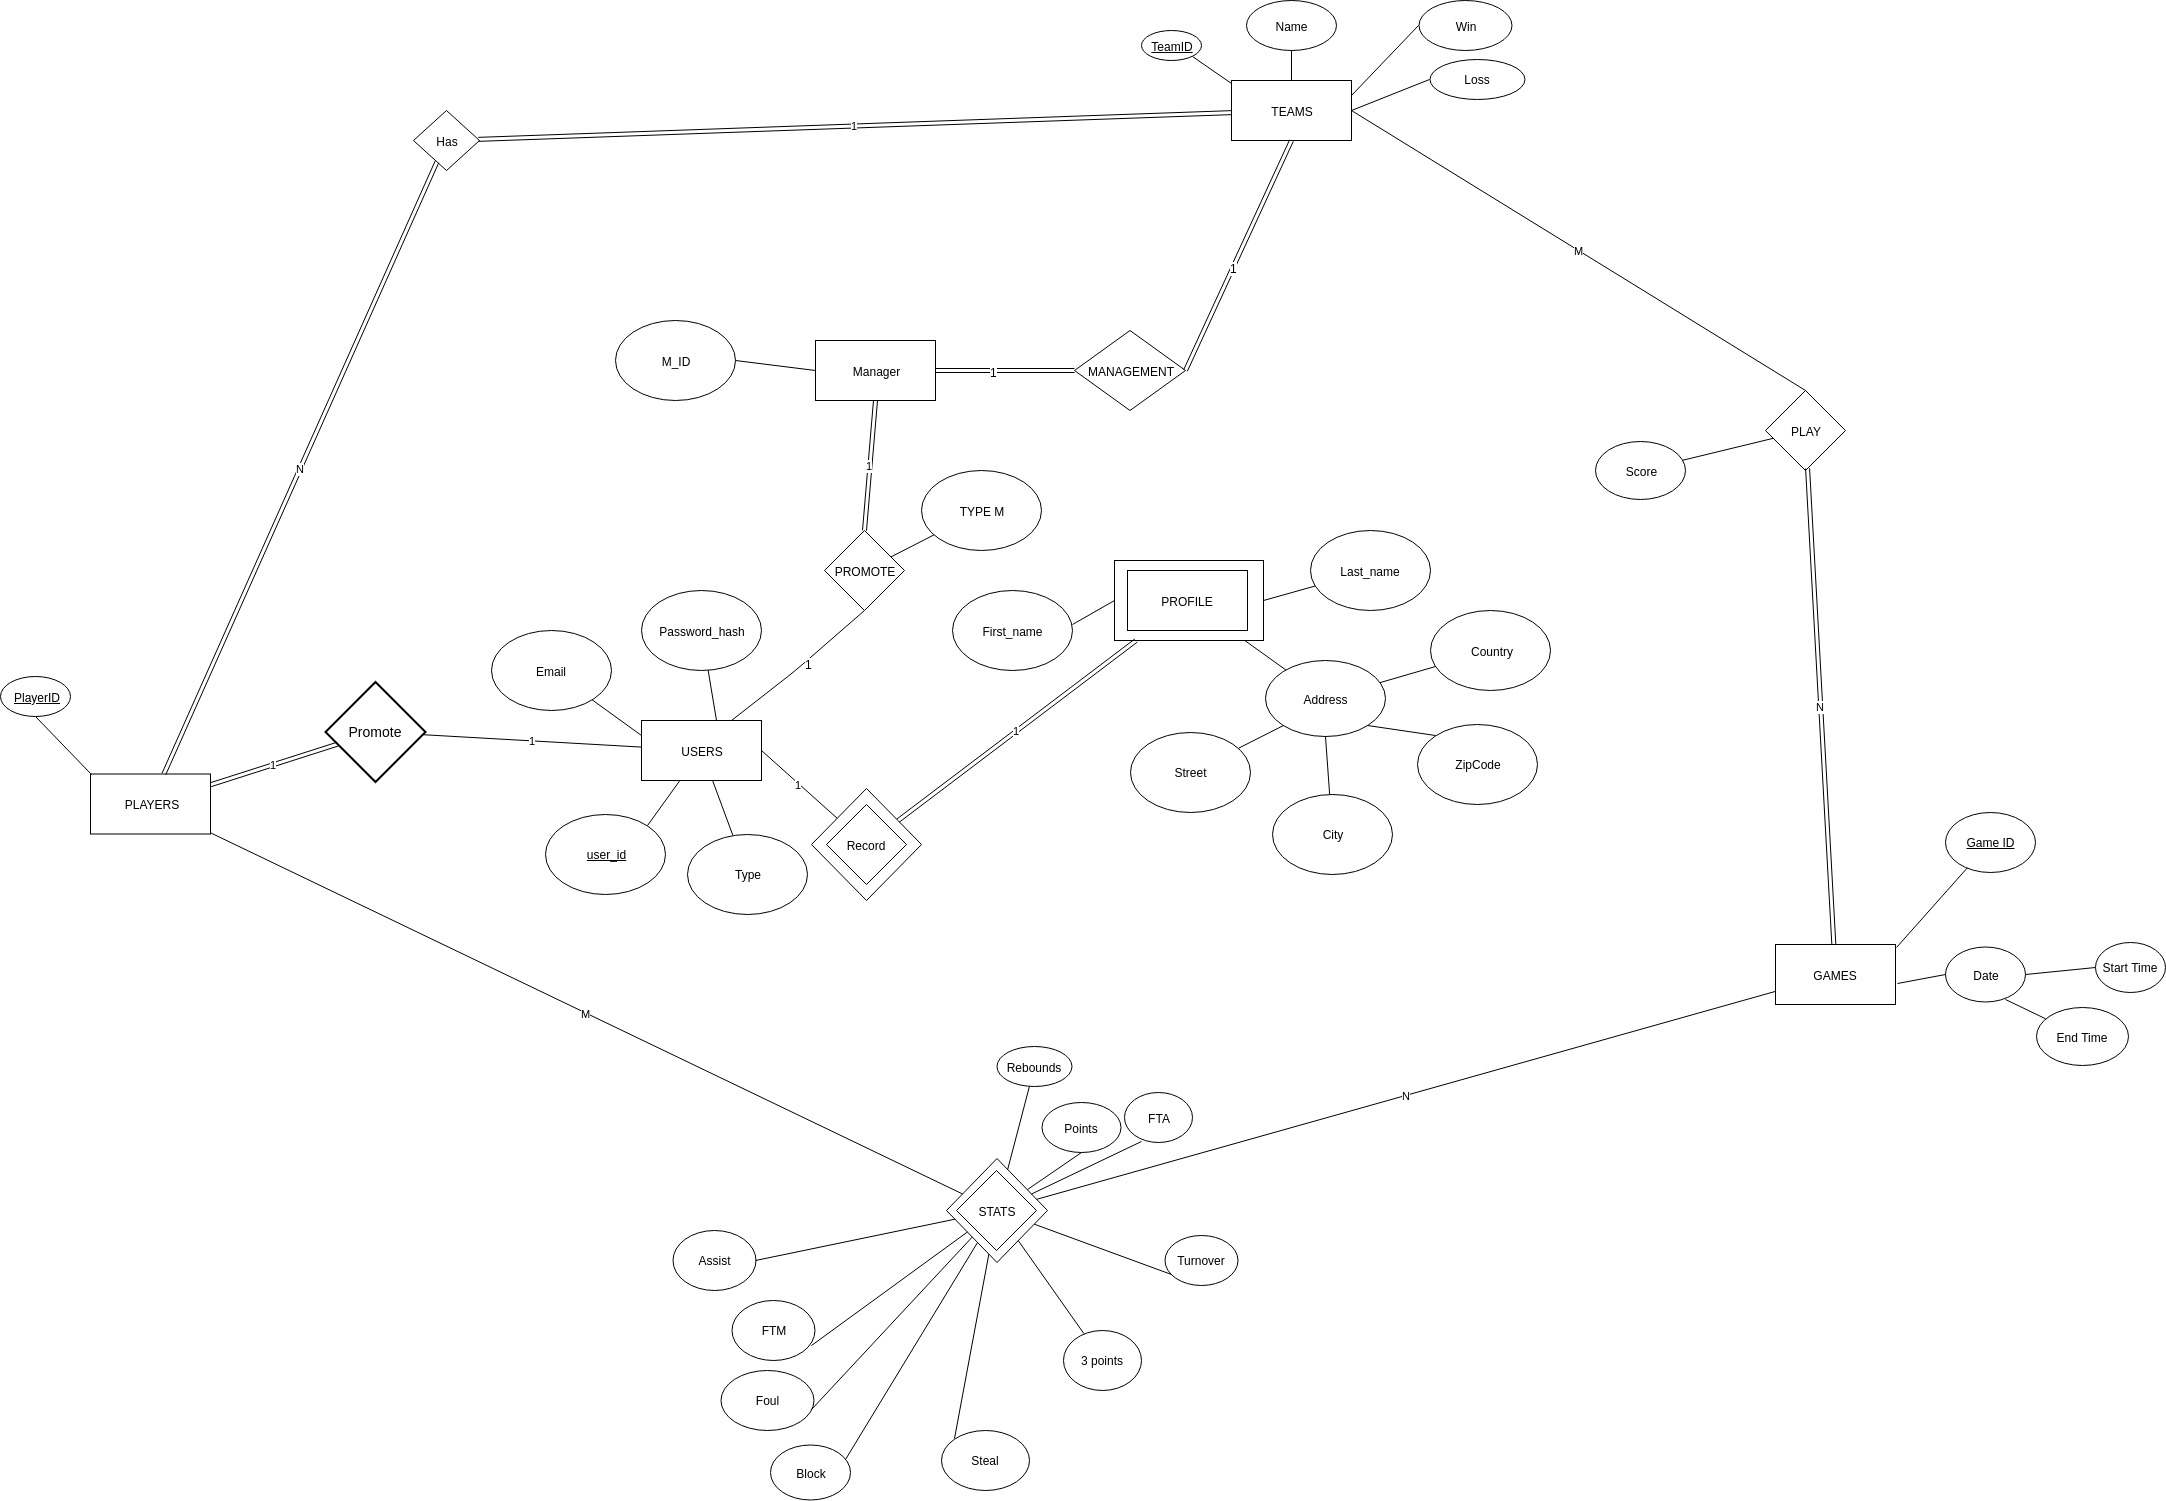 Name
Win
TeamID
Loss
TEAMS
1
Has
M
1
M_ID
Manager
1
MANAGEMENT
PLAY
N
1
Score
TYPE M
PROMOTE
Last_name
PROFILE
First_name
Password_hash
Country
Email
1
PlayerID
Address
N
Promote
1
1
USERS
1
ZipCode
Street
1
1
PLAYERS
City
Game ID
Record
user_id
Type
Start Time
Date
GAMES
M
End Time
Rebounds
N
FTA
Points
STATS
Assist
Turnover
FTM
3 points
Foul
Steal
Block